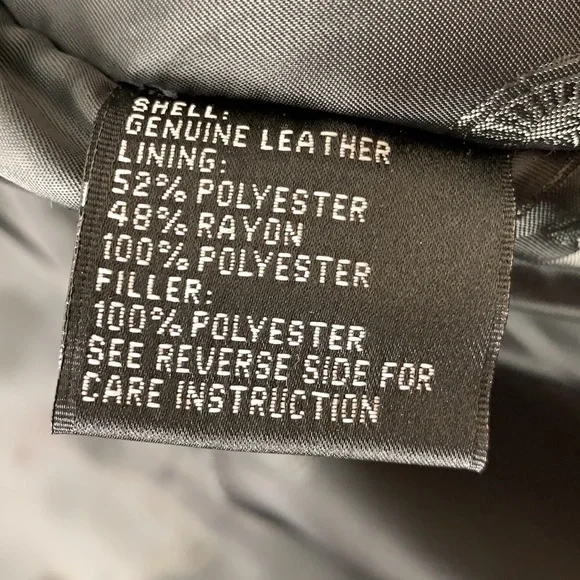 SHELL:
GENUINE LEATHER
LINING:
52% POLYESTER
48% RAYON
100% POLYESTER
FILLER:
100% POLYESTER
SEE REVERSE SIDE FOR
CARE INSTRUCTION